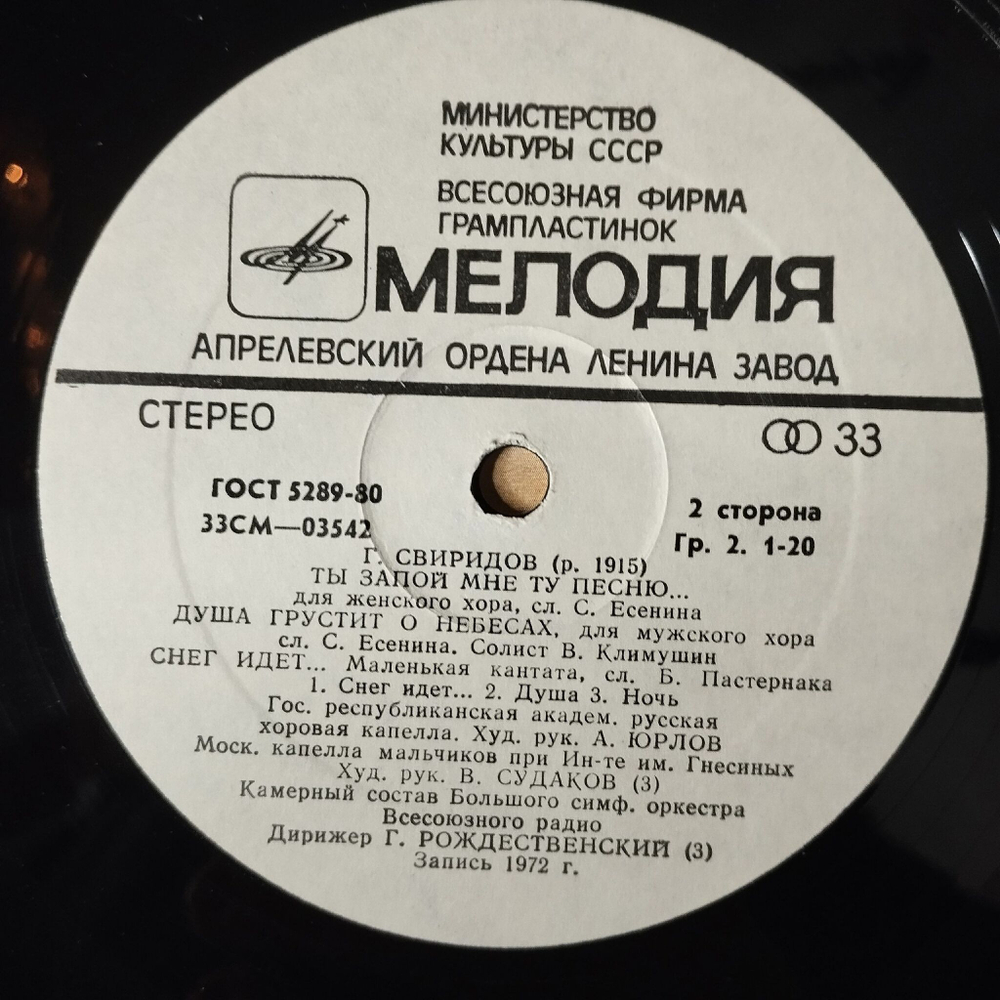 МИНИСТЕРСТВО
КУЛЬТУРЫ СССР
ВСЕСОЮЗНАЯ ФИРМА
ГРАМПЛАСТИНОК
МЕЛОДИЯ
АПРЕЛЕВСКИЙ ОРДЕНА ЛЕНИНА ЗАВОД
СТЕРЕО
33
ГОСТ 5289-80
33СМ—03542
2 сторона
Гр. 2. 1-20
Г. СВИРИДОВ (р. 1915)
ТЫ ЗАПОЙ МНЕ ТУ ПЕСНЮ...
для женского хора, сл. С. Есенина
ДУША ГРУСТИТ О НЕБЕСАХ, для мужского хора
сл. С. Есенина. Солист В. Климушин
СНЕГ ИДЕТ... Маленькая кантата, сл. Б. Пастернака
1. Снег идет... 2. Душа 3. Ночь
Гос. республиканская академ. русская
хоровая капелла. Худ. рук. А. ЮРЛОВ
Моск. капелла мальчиков при Ин-те им. Гнесиных
Худ. рук. В. СУДАКОВ (3)
Камерный состав Большого симф. оркестра
Всесоюзного радио
Дирижер Г. РОЖДЕСТВЕНСКИЙ (3)
Запись 1972 г.